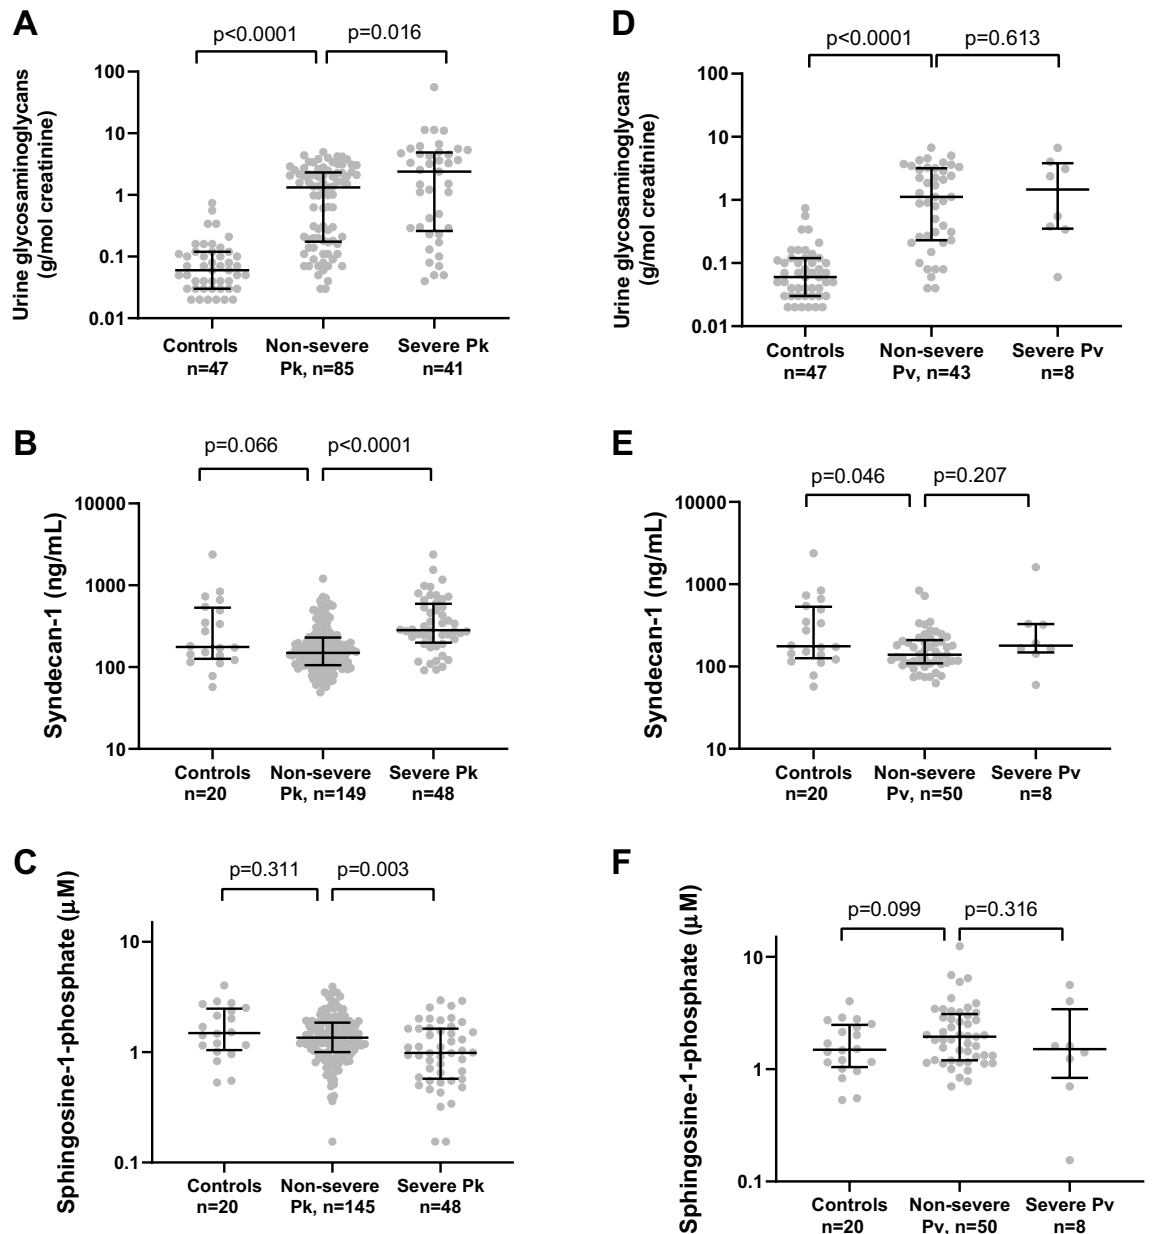 A
p<0.0001
p=0.016
Urine glycosaminoglycans
(g/mol creatinine)
100
10
1
0.1
0.01
Controls
n=47
Non-severe
Pk, n=85
Severe Pk
n=41
D
p<0.0001
p=0.613
Urine glycosaminoglycans
(g/mol creatinine)
100
10
1
0.1
0.01
Controls
n=47
Non-severe
Pv, n=43
Severe Pv
n=8
B
p=0.066
p<0.0001
Syndecan-1 (ng/mL)
10000
1000
100
10
Controls
n=20
Non-severe
Pk, n=149
Severe Pk
n=48
E
p=0.046
p=0.207
Syndecan-1 (ng/mL)
10000
1000
100
10
Controls
n=20
Non-severe
Pv, n=50
Severe Pv
n=8
C
p=0.311
p=0.003
Sphingosine-1-phosphate (μM)
10
1
0.1
Controls
n=20
Non-severe
Pk, n=145
Severe Pk
n=48
F
p=0.099
p=0.316
Sphingosine-1-phosphate (μM)
10
1
0.1
Controls
n=20
Non-severe
Pv, n=50
Severe Pv
n=8